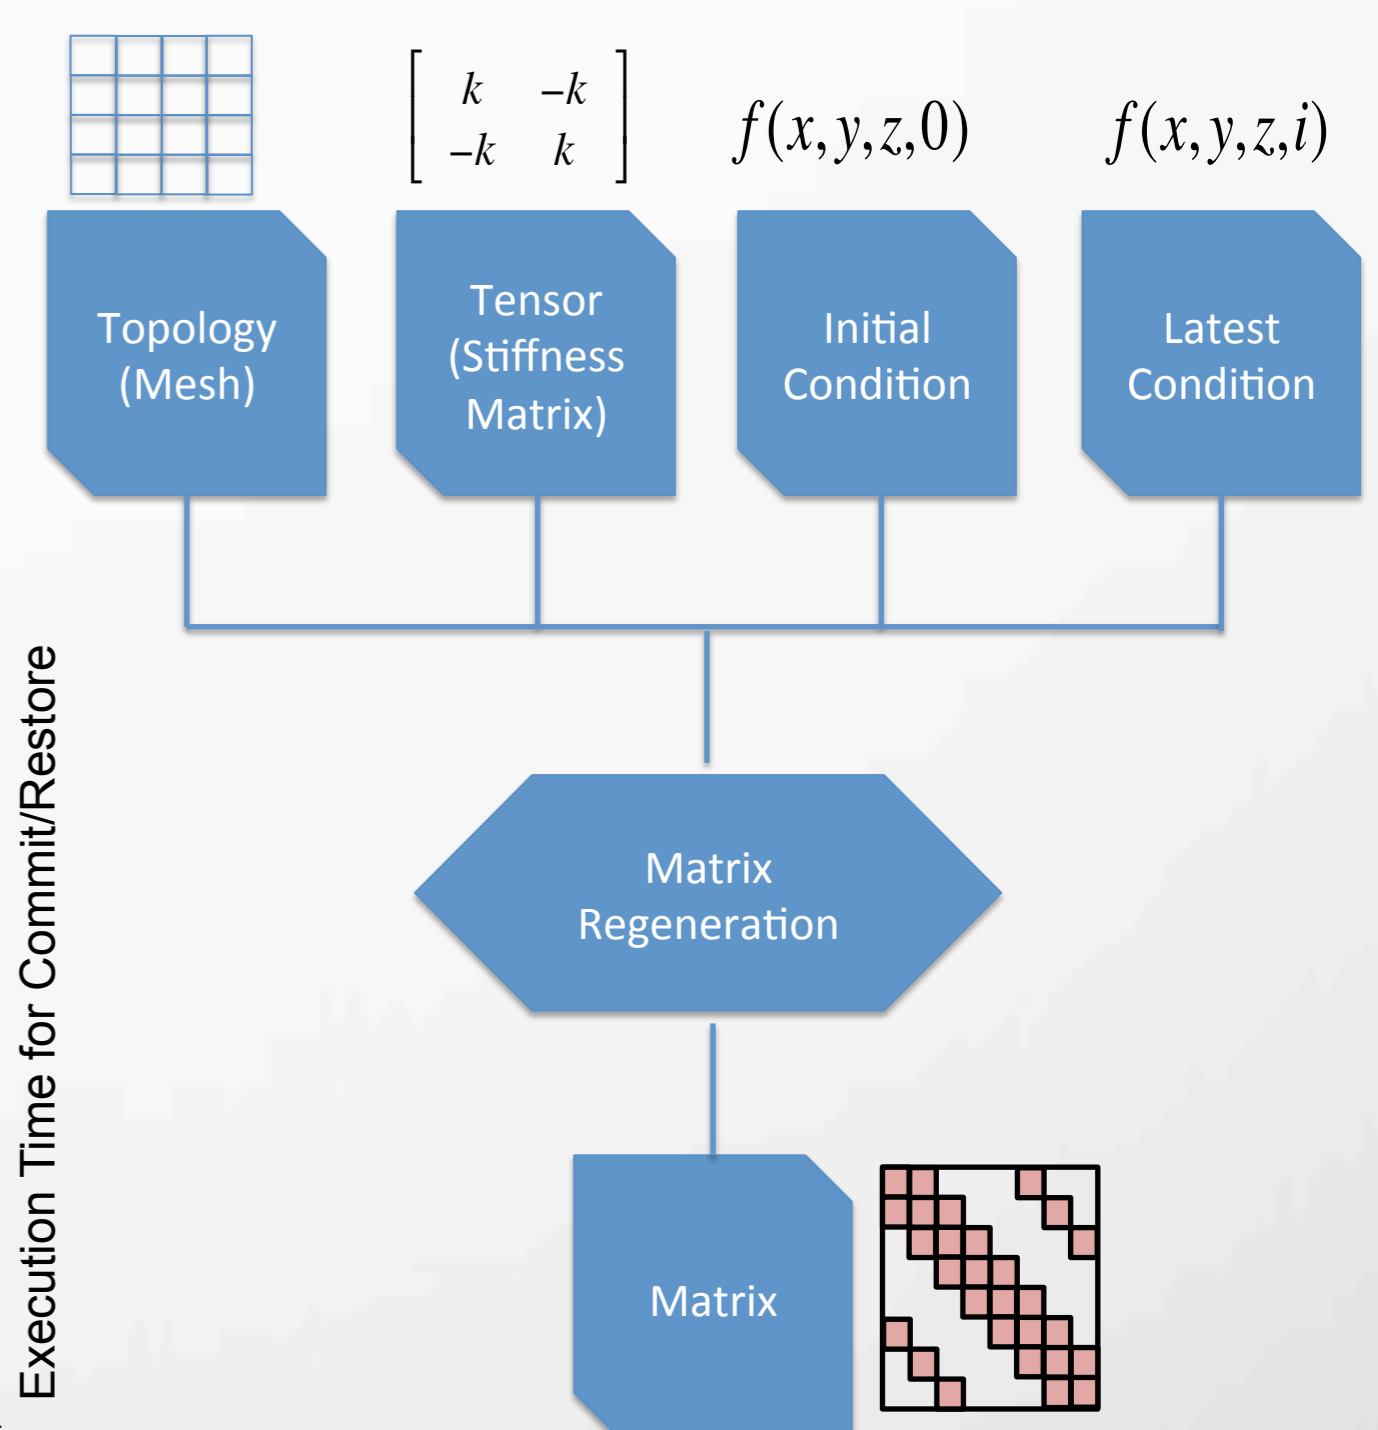 k -k
-k k
f(x,y,z,0)
f(x,y,z,i)
Topology
(Mesh)
Tensor
(Stiffness
Matrix)
Initial
Condition
Latest
Condition
Execution Time for Commit/Restore
Matrix
Regeneration
Matrix